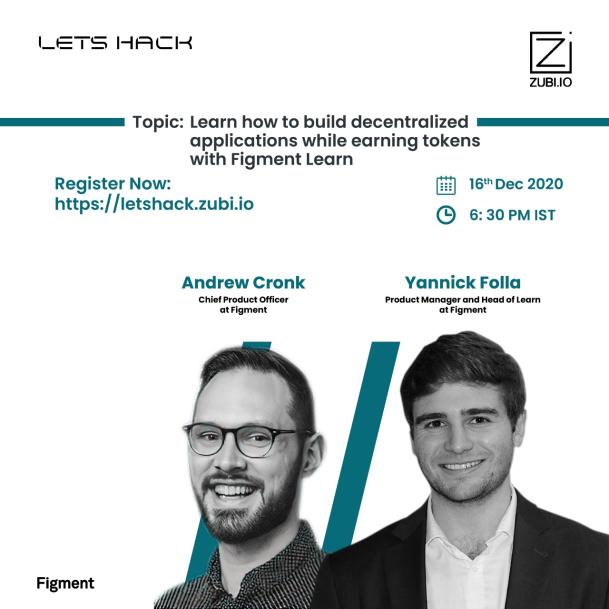 LETS HACK
ZUBI.IO
Topic: Learn how to build decentralized
applications while earning tokens
with Figment Learn
Register Now:
https://letshack.zubi.io
16th Dec 2020
6: 30 PM IST
Andrew Cronk
Chief Product Officer
at Figment
Yannick Folla
Product Manager and Head of Learn
at Figment
Figment